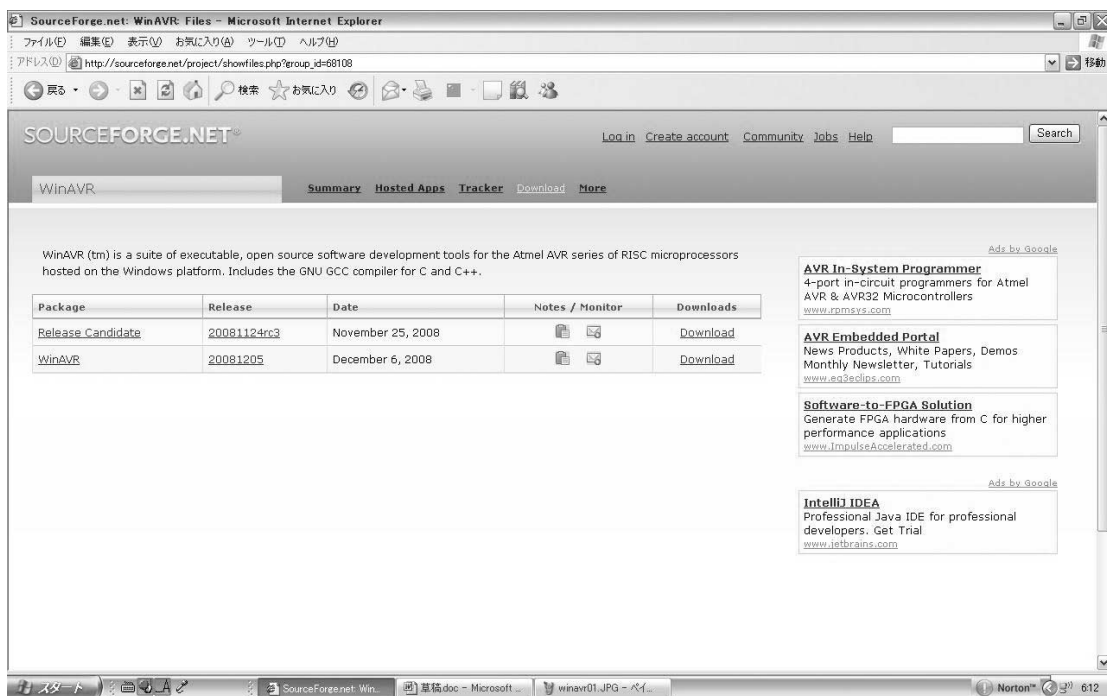 SourceForge.net: WinAVR: Files - Microsoft Internet Explorer
ファイル(F) 編集(E) 表示(V) お気に入り(A) ツール(T) ヘルプ(H)
アドレス(D) http://sourceforge.net/project/showfiles.php?group_id=68108 移動
戻る 検索 お気に入り
SOURCEFORGE.NET
Log in Create account Community Jobs Help Search
WinAVR Summary Hosted Apps Tracker Download More
WinAVR (tm) is a suite of executable, open source software development tools for the Atmel AVR series of RISC microprocessors
hosted on the Windows platform. Includes the GNU GCC compiler for C and C++.
Package Release Date Notes / Monitor Downloads
Release Candidate 20081124rc3 November 25, 2008 Download
WinAVR 20081205 December 6, 2008 Download
Ads by Google
AVR In-System Programmer
4-port in-circuit programmers for Atmel
AVR & AVR32 Microcontrollers
www.rpmsys.com
AVR Embedded Portal
News Products, White Papers, Demos
Monthly Newsletter, Tutorials
www.eg3eclips.com
Software-to-FPGA Solution
Generate FPGA hardware from C for higher
performance applications
www.ImpulseAccelerated.com
Ads by Google
IntelliJ IDEA
Professional Java IDE for professional
developers. Get Trial
www.jetbrains.com
スタート A SourceForge.net: Win... 草稿.doc - Microsoft ... winavr01.JPG - ペイ... Norton™ 6:12